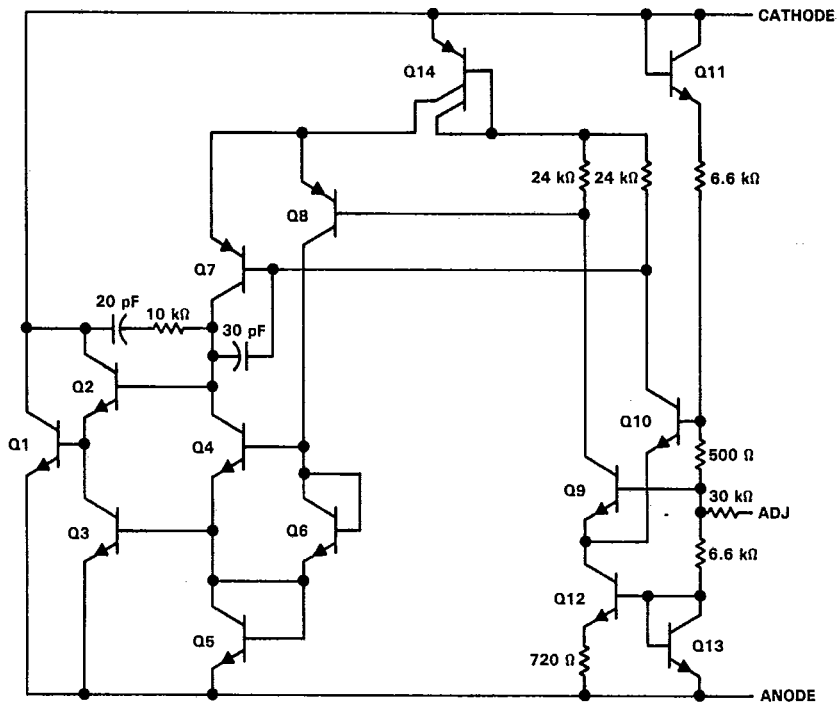 CATHODE
Q14
Q11
24 kΩ
24 kΩ
6.6 kΩ
Q8
Q7
20 pF
10 kΩ
30 pF
Q2
Q10
Q1
Q4
500 Ω
Q9
30 kΩ
ADJ
Q3
Q6
6.6 kΩ
Q12
Q5
Q13
720 Ω
ANODE